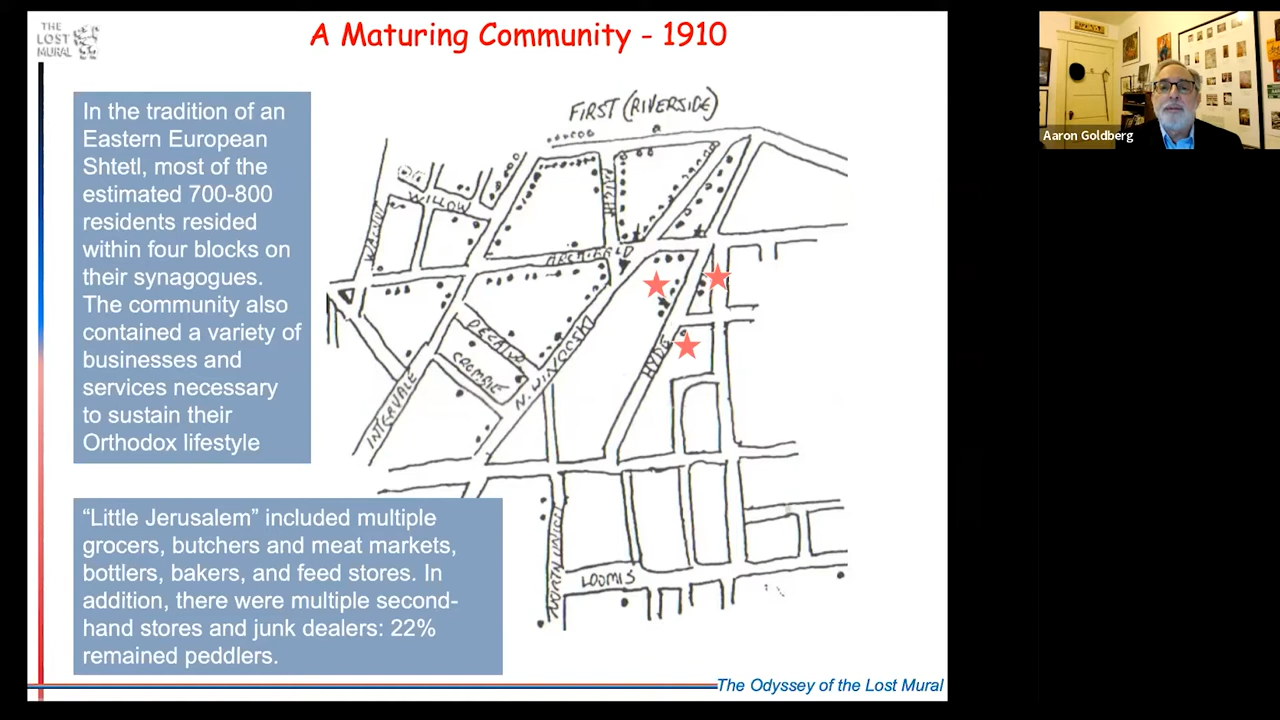 THE
LOST
MURAL
A Maturing Community - 1910
In the tradition of an
Eastern European
Shtetl, most of the
estimated 700-800
residents resided
within four blocks on
their synagogues.
The community also
contained a variety of
businesses and
services necessary
to sustain their
Orthodox lifestyle
"Little Jerusalem" included multiple
grocers, butchers and meat markets,
bottlers, bakers, and feed stores. In
addition, there were multiple second-
hand stores and junk dealers: 22%
remained peddlers.
FIRST (RIVERSIDE)
WILLOW
WALNUT
ARCHIBALD
DECATUR
CROMBIE
INTERVALE
N. WINOOSKI
HYDE
LOOMIS
The Odyssey of the Lost Mural
Aaron Goldberg